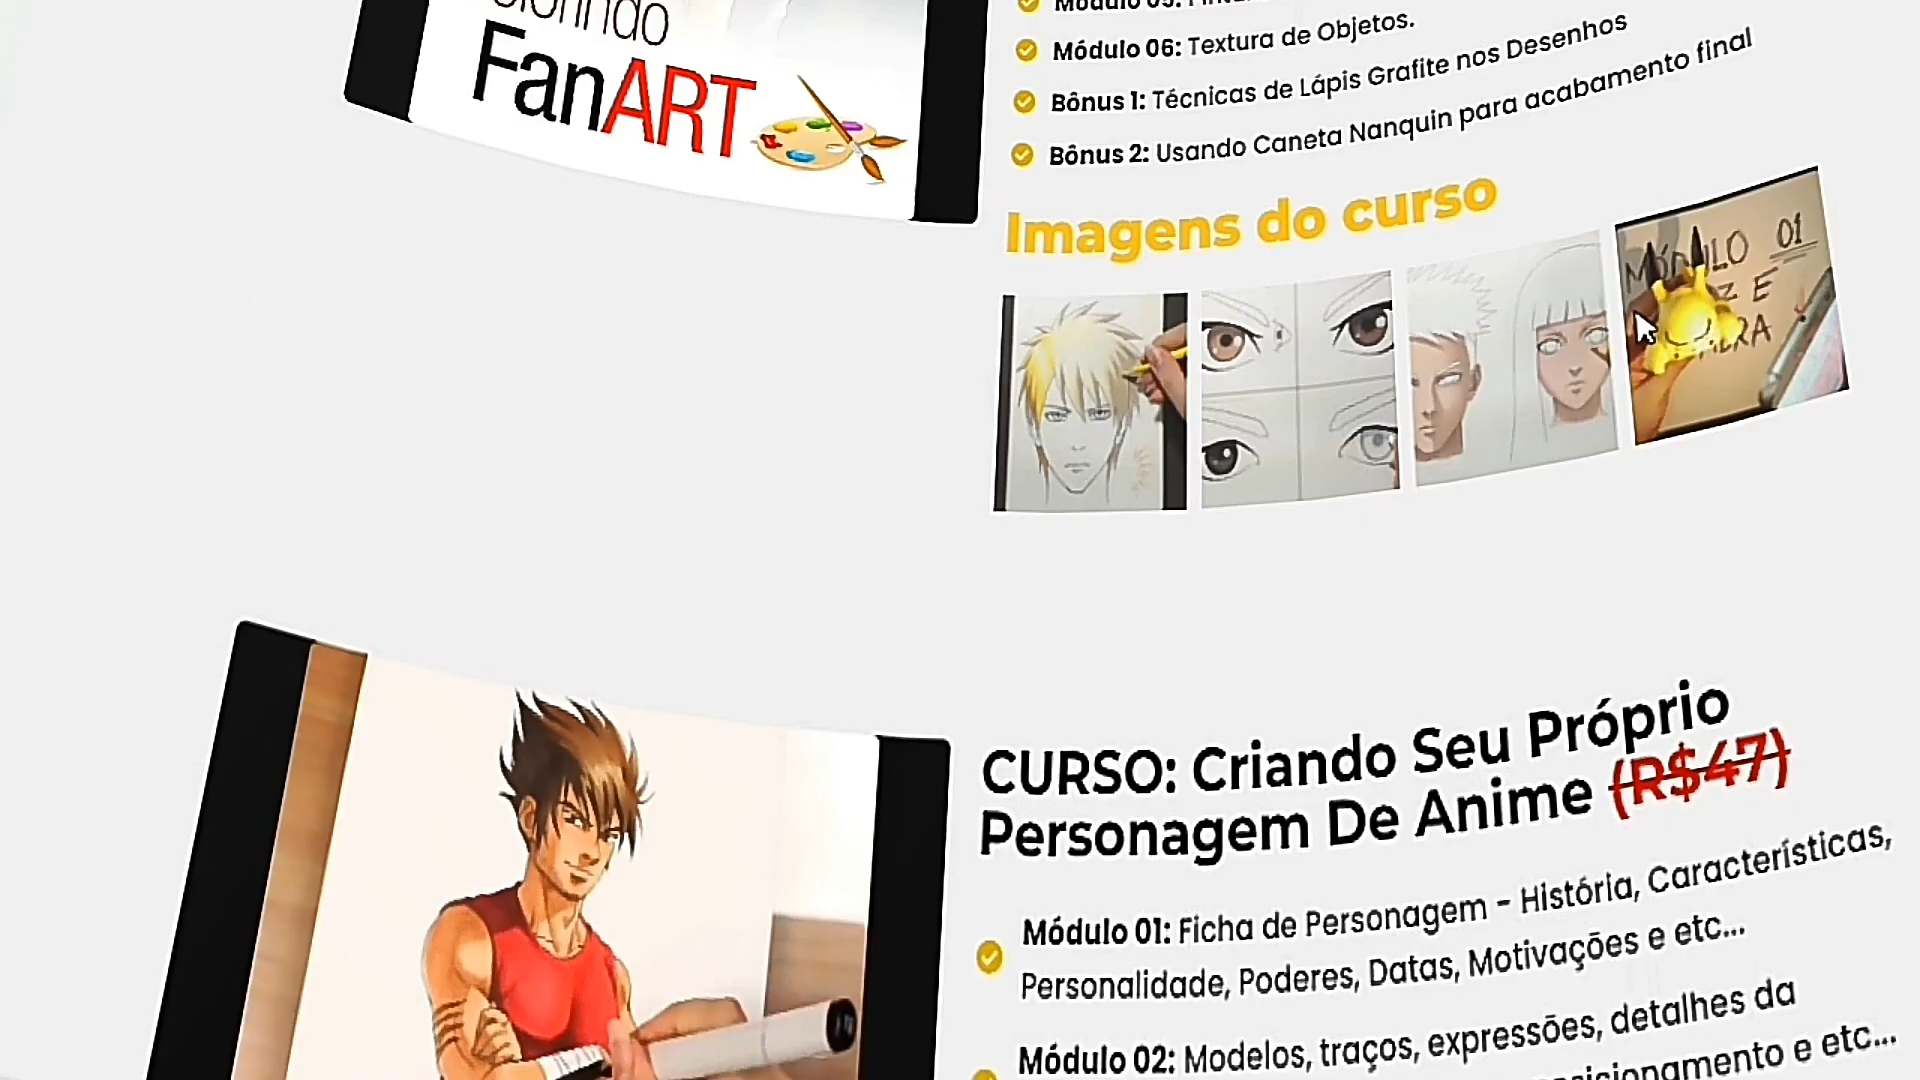 FanART
Módulo 06: Textura de Objetos.
Bônus 1: Técnicas de Lápis Grafite nos Desenhos
Bônus 2: Usando Caneta Nanquin para acabamento final
Imagens do curso
MÓDULO 01
CURSO: Criando Seu Próprio
Personagem De Anime (R$47)
Módulo 01: Ficha de Personagem - História, Características,
Personalidade, Poderes, Datas, Motivações e etc...
Módulo 02: Modelos, traços, expressões, detalhes da
e etc...